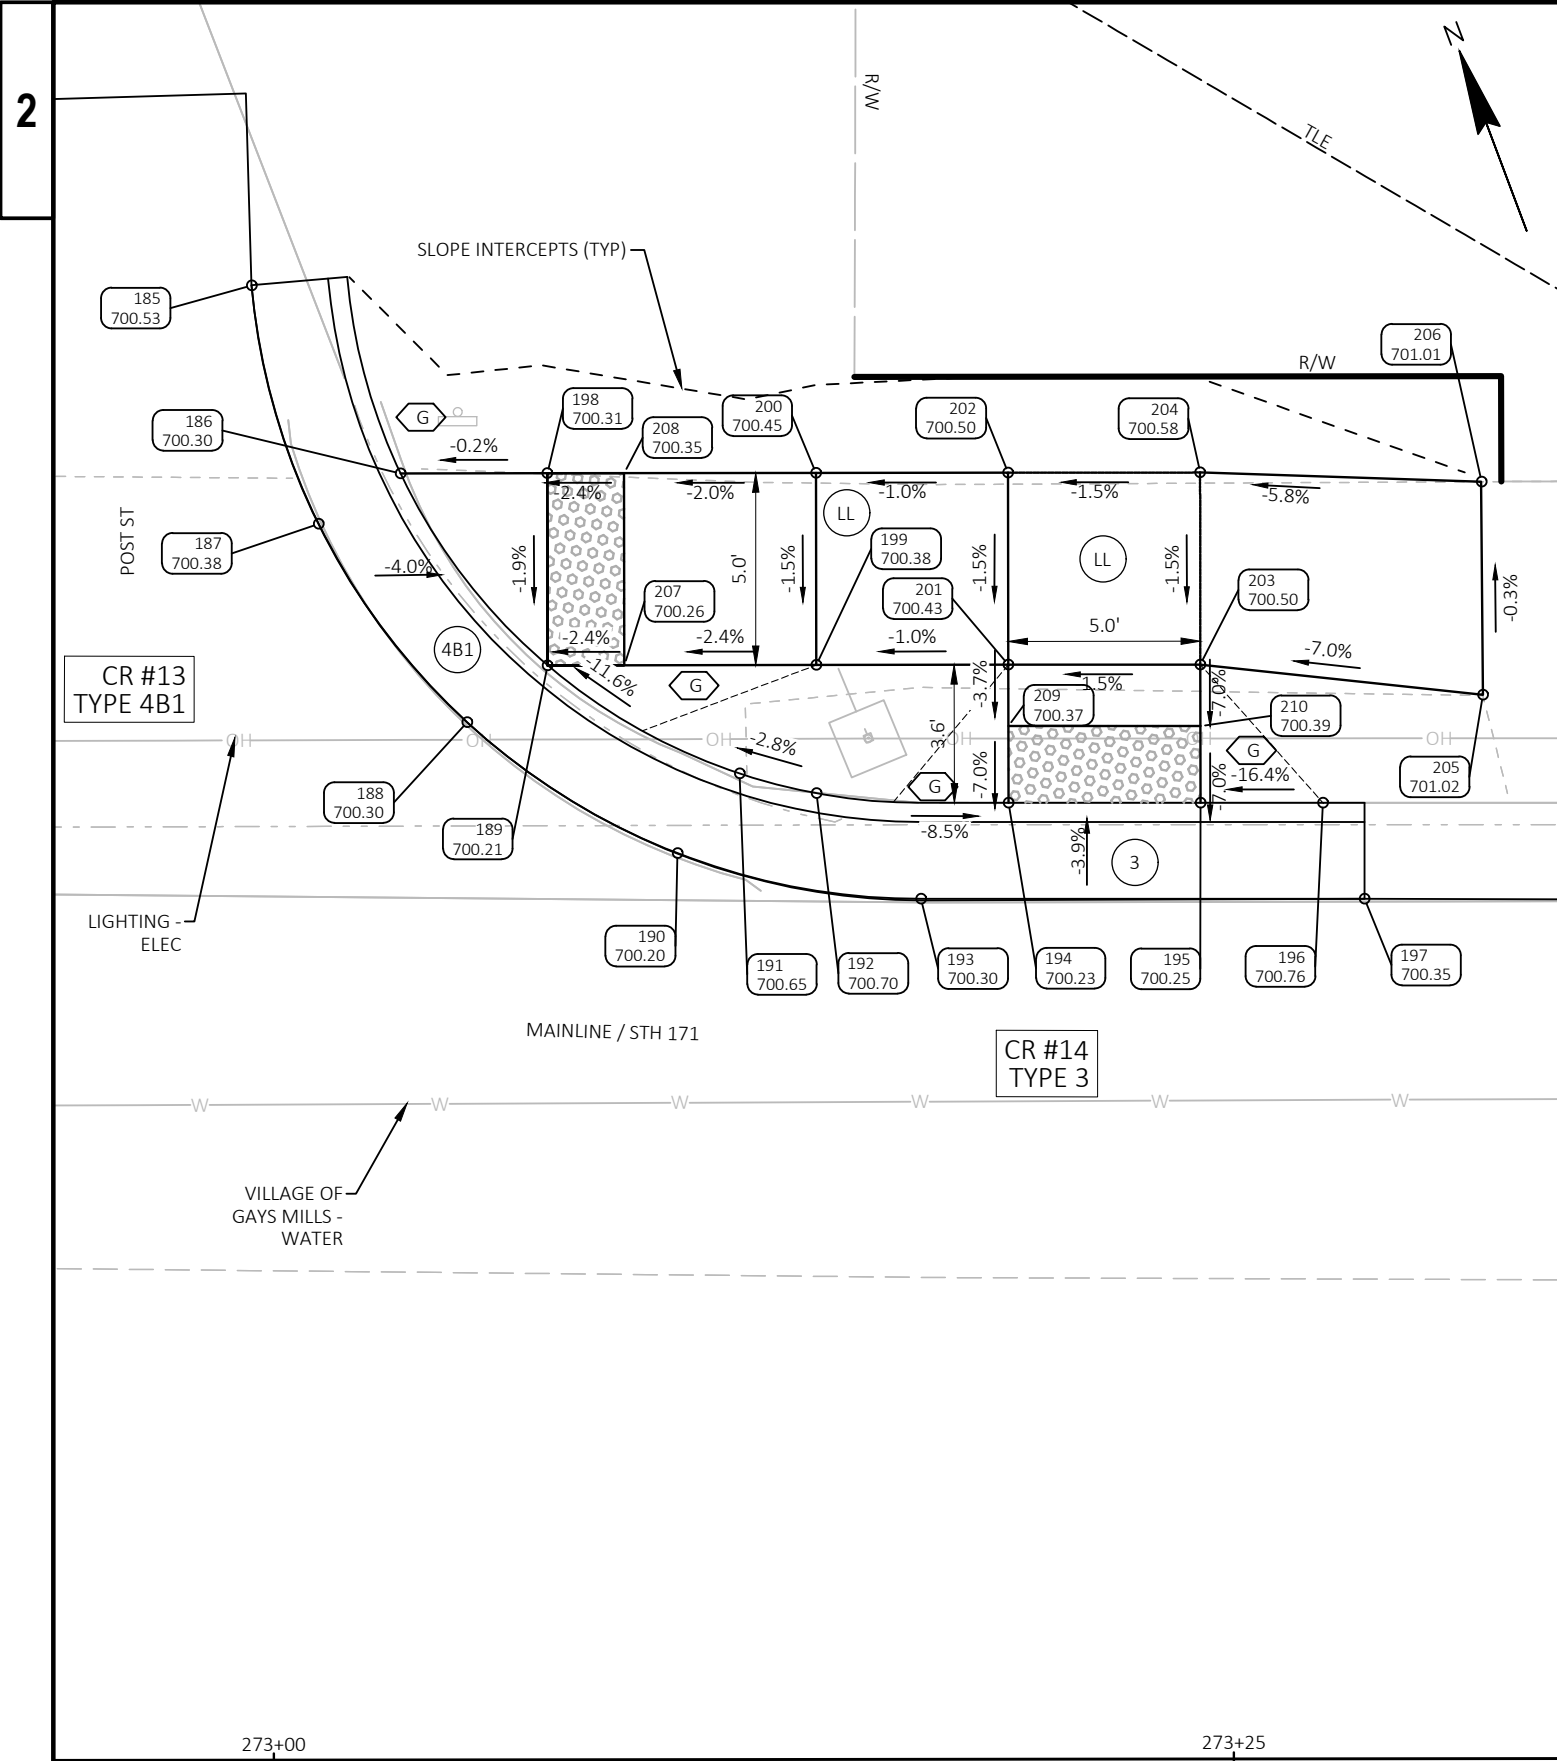 2
N
R/W
TLE
SLOPE INTERCEPTS (TYP)
185
700.53
206
701.01
R/W
186
700.30
G
-0.2%
198
700.31
208
700.35
200
700.45
202
700.50
204
700.58
-2.4%
-2.0%
-1.0%
-1.5%
-5.8%
POST ST
187
700.38
-4.0%
-1.9%
5.0'
-1.5%
LL
199
700.38
-1.5%
LL
-1.5%
203
700.50
-0.3%
207
700.26
201
700.43
5.0'
4B1
-2.4%
-2.4%
-1.0%
-7.0%
CR #13
TYPE 4B1
-11.6%
G
-3.7%
1.5%
-7.0%
209
700.37
210
700.39
3.6'
OH
OH
OH
OH
OH
OH
-2.8%
G
-7.0%
G
-16.4%
-7.0%
205
701.02
188
700.30
189
700.21
-8.5%
-3.9%
3
LIGHTING -
ELEC
190
700.20
191
700.65
192
700.70
193
700.30
194
700.23
195
700.25
196
700.76
197
700.35
MAINLINE / STH 171
CR #14
TYPE 3
W
W
W
W
W
W
VILLAGE OF
GAYS MILLS -
WATER
273+00
273+25